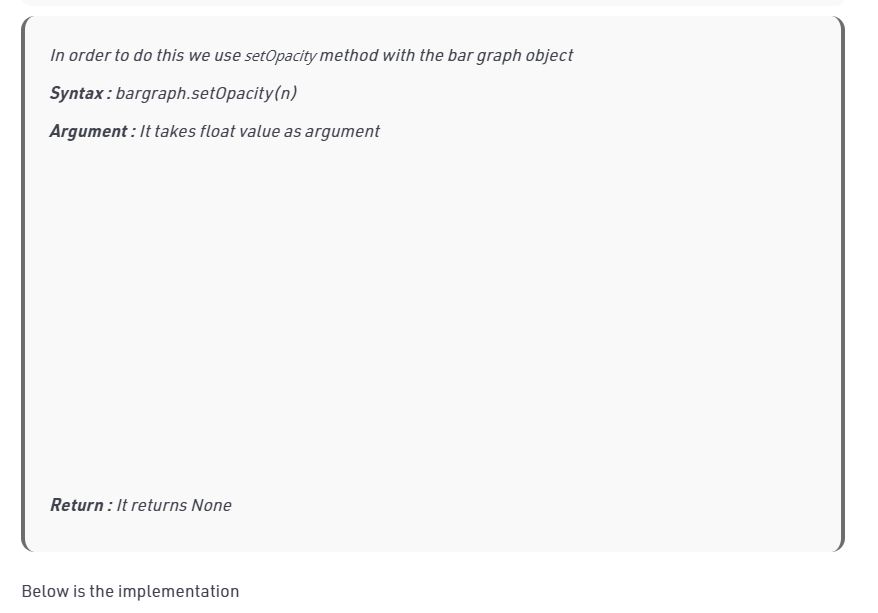 In order to do this we use setOpacity method with the bar graph object
Syntax : bargraph.setOpacity(n)
Argument : It takes float value as argument
Return : It returns None
Below is the implementation